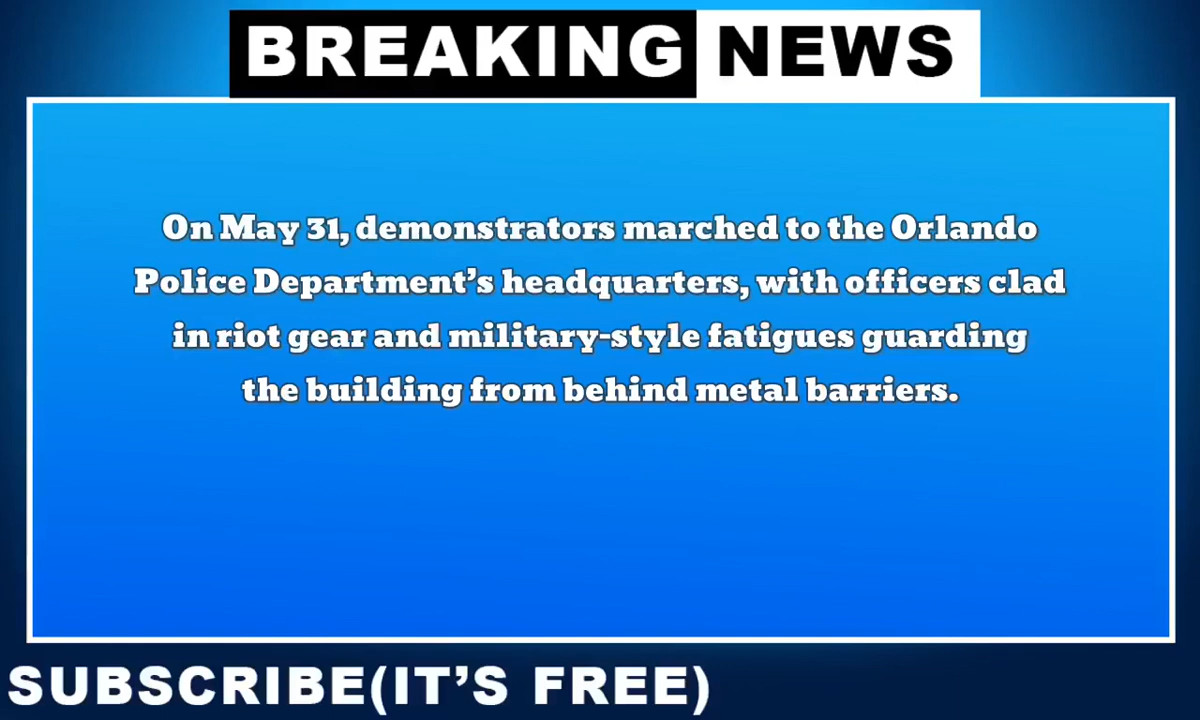 BREAKING NEWS
On May 31, demonstrators marched to the Orlando
Police Department’s headquarters, with officers clad
in riot gear and military-style fatigues guarding
the building from behind metal barriers.
SUBSCRIBE(IT’S FREE)